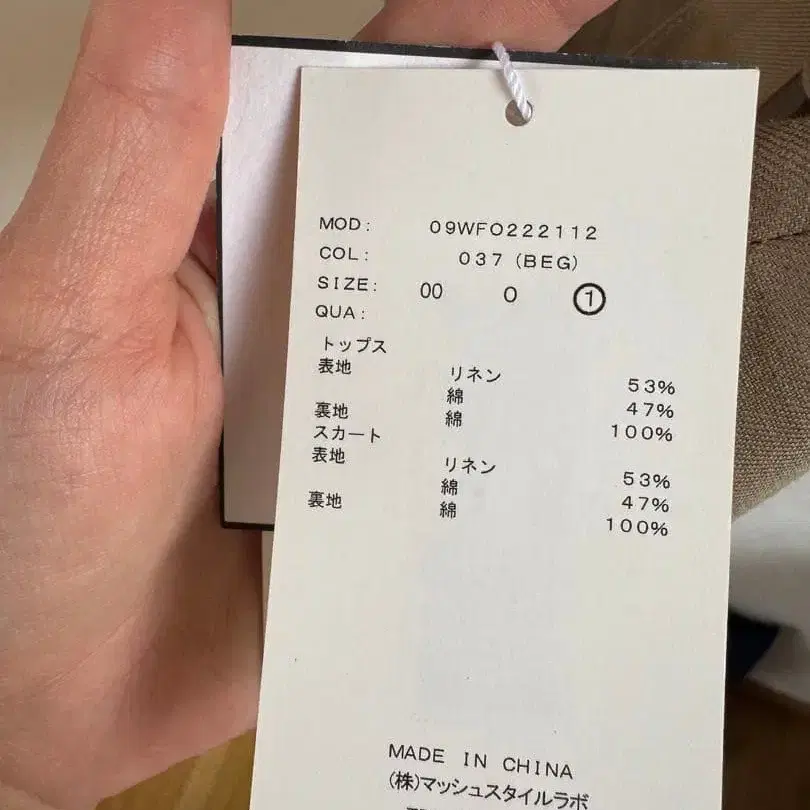 MOD: 09WFO222112
COL: 037(BEG)
SIZE: 00 0 ①
QUA:
トップス
表地 リネン 53%
綿 47%
裏地 綿 100%
スカート
表地 リネン 53%
綿 47%
裏地 綿 100%
MADE IN CHINA
(株)マッシュスタイルラボ